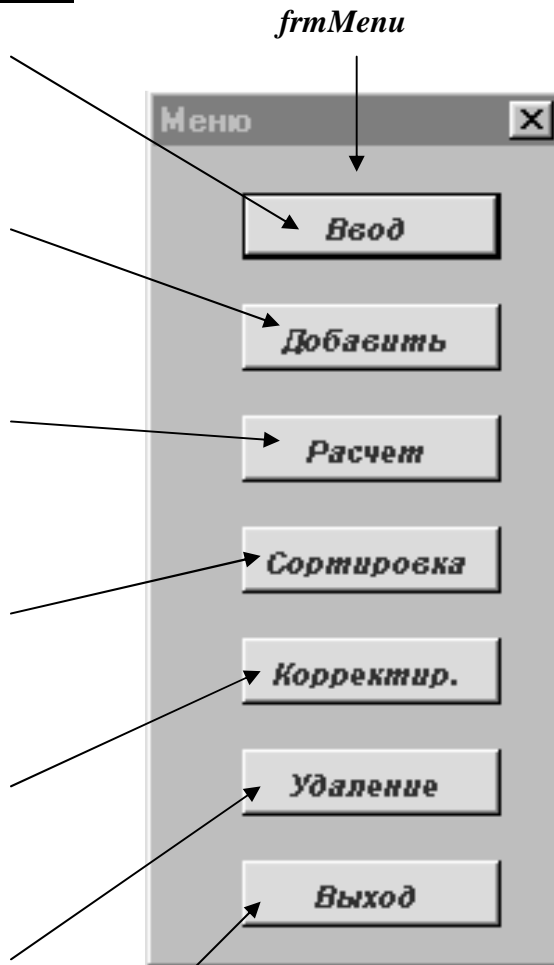 frmMenu
Меню
Ввод
Добавить
Расчет
Сортировка
Корректир.
Удаление
Выход